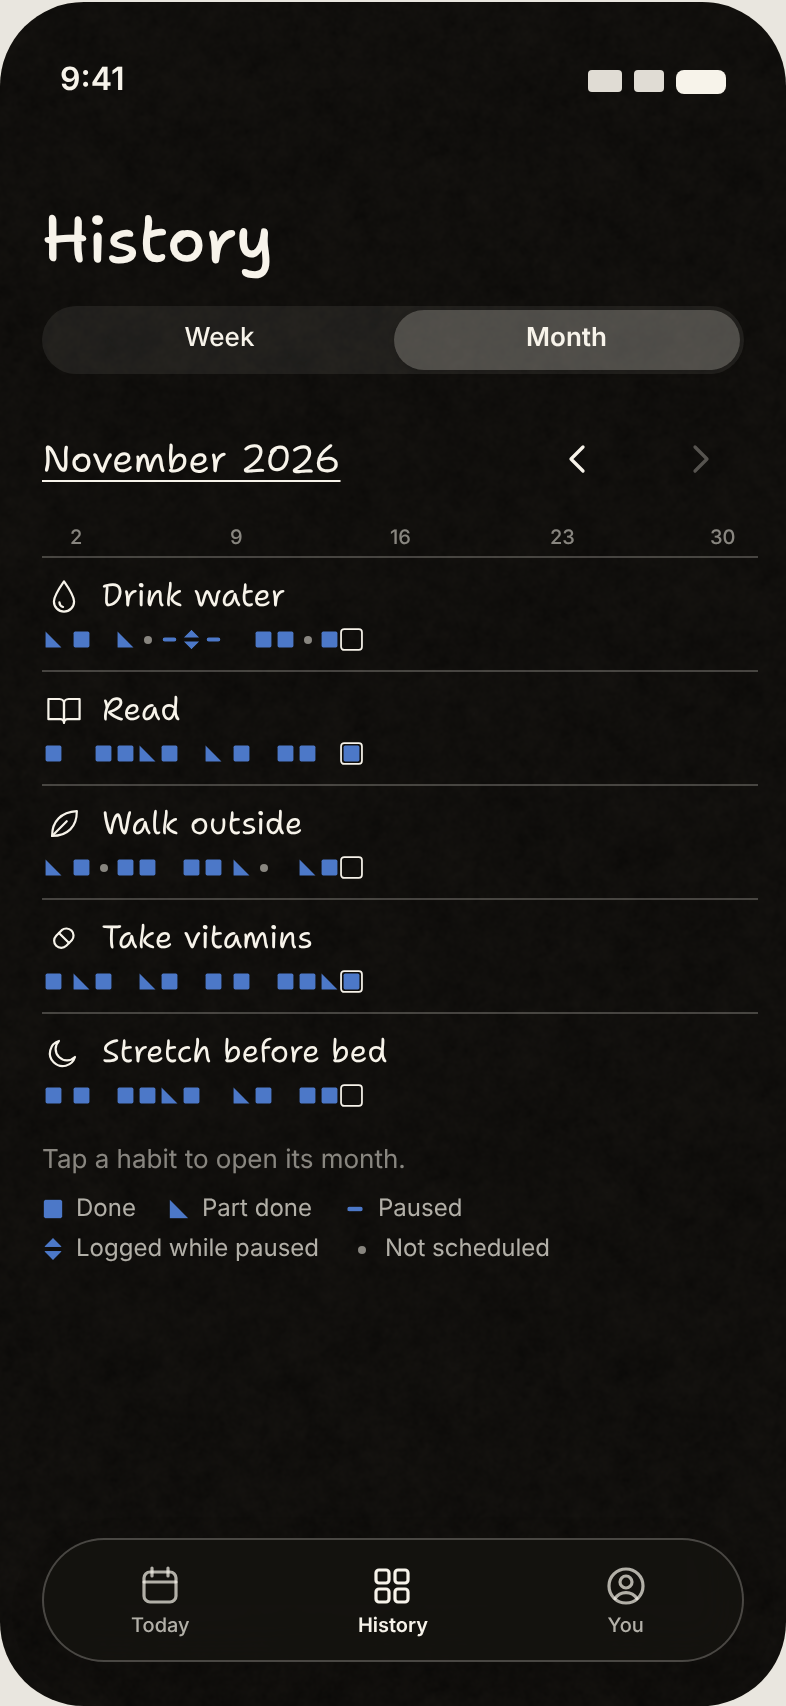 9:41
History
Week Month
November 2026
2 9 16 23 30
Drink water
Read
Walk outside
Take vitamins
Stretch before bed
Tap a habit to open its month.
Done Part done Paused
Logged while paused Not scheduled
Today History You